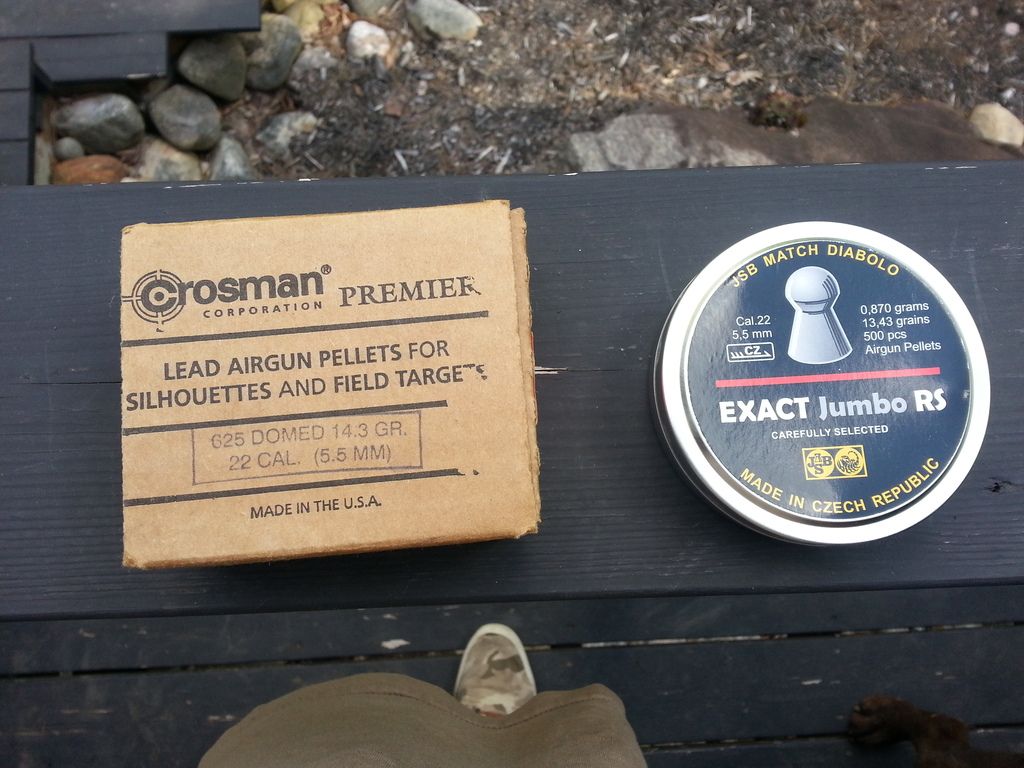 crosman®
CORPORATION
PREMIER
LEAD AIRGUN PELLETS FOR
SILHOUETTES AND FIELD TARGETS
625 DOMED 14.3 GR.
22 CAL. (5.5 MM)
MADE IN THE U.S.A.
JSB MATCH DIABOLO
Cal.22
5,5 mm
CZ
0,870 grams
13,43 grains
500 pcs
Airgun Pellets
EXACT Jumbo RS
CAREFULLY SELECTED
JSB
MADE IN CZECH REPUBLIC